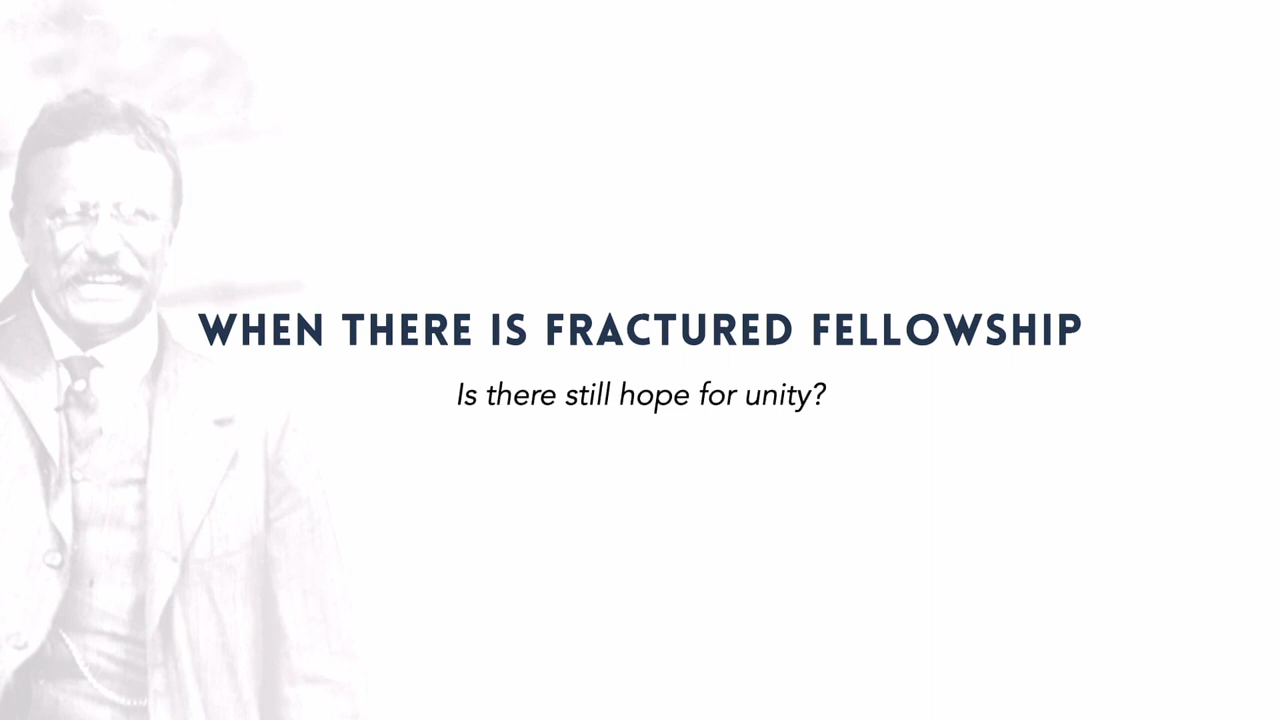 WHEN THERE IS FRACTURED FELLOWSHIP
Is there still hope for unity?